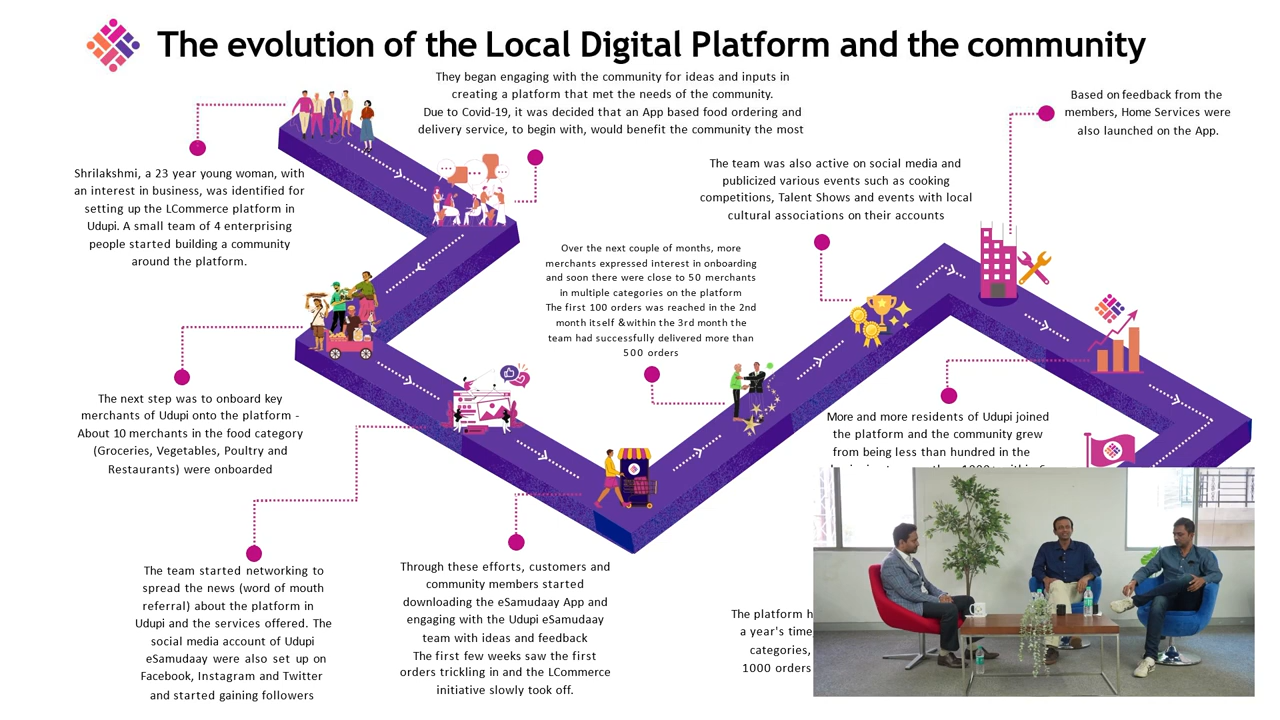 The evolution of the Local Digital Platform and the community
They began engaging with the community for ideas and inputs in
creating a platform that met the needs of the community.
Due to Covid-19, it was decided that an App based food ordering and
delivery service, to begin with, would benefit the community the most
Based on feedback from the
members, Home Services were
also launched on the App.
Shrilakshmi, a 23 year young woman, with
an interest in business, was identified for
setting up the LCommerce platform in
Udupi. A small team of 4 enterprising
people started building a community
around the platform.
The team was also active on social media and
publicized various events such as cooking
competitions, Talent Shows and events with local
cultural associations on their accounts
Over the next couple of months, more
merchants expressed interest in onboarding
and soon there were close to 50 merchants
in multiple categories on the platform
The first 100 orders was reached in the 2nd
month itself &within the 3rd month the
team had successfully delivered more than
500 orders
The next step was to onboard key
merchants of Udupi onto the platform -
About 10 merchants in the food category
(Groceries, Vegetables, Poultry and
Restaurants) were onboarded
More and more residents of Udupi joined
the platform and the community grew
from being less than hundred in the
The team started networking to
spread the news (word of mouth
referral) about the platform in
Udupi and the services offered. The
social media account of Udupi
eSamudaay were also set up on
Facebook, Instagram and Twitter
and started gaining followers
Through these efforts, customers and
community members started
downloading the eSamudaay App and
engaging with the Udupi eSamudaay
team with ideas and feedback
The first few weeks saw the first
orders trickling in and the LCommerce
initiative slowly took off.
The platform h
a year's time
categories,
1000 orders